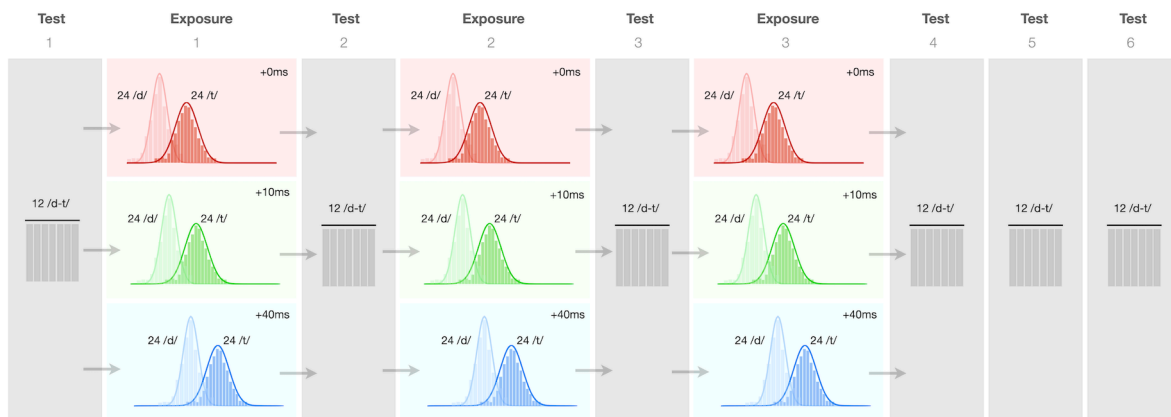 Test Exposure Test Exposure Test Exposure Test Test Test
1 1 2 2 3 3 4 5 6
+0ms +0ms +0ms
24 /d/ 24 /t/ 24 /d/ 24 /t/ 24 /d/ 24 /t/
+10ms +10ms +10ms
12 /d-t/ 24 /d/ 24 /t/ 12 /d-t/ 24 /d/ 24 /t/ 12 /d-t/ 24 /d/ 24 /t/ 12 /d-t/ 12 /d-t/ 12 /d-t/
+40ms +40ms +40ms
24 /d/ 24 /t/ 24 /d/ 24 /t/ 24 /d/ 24 /t/